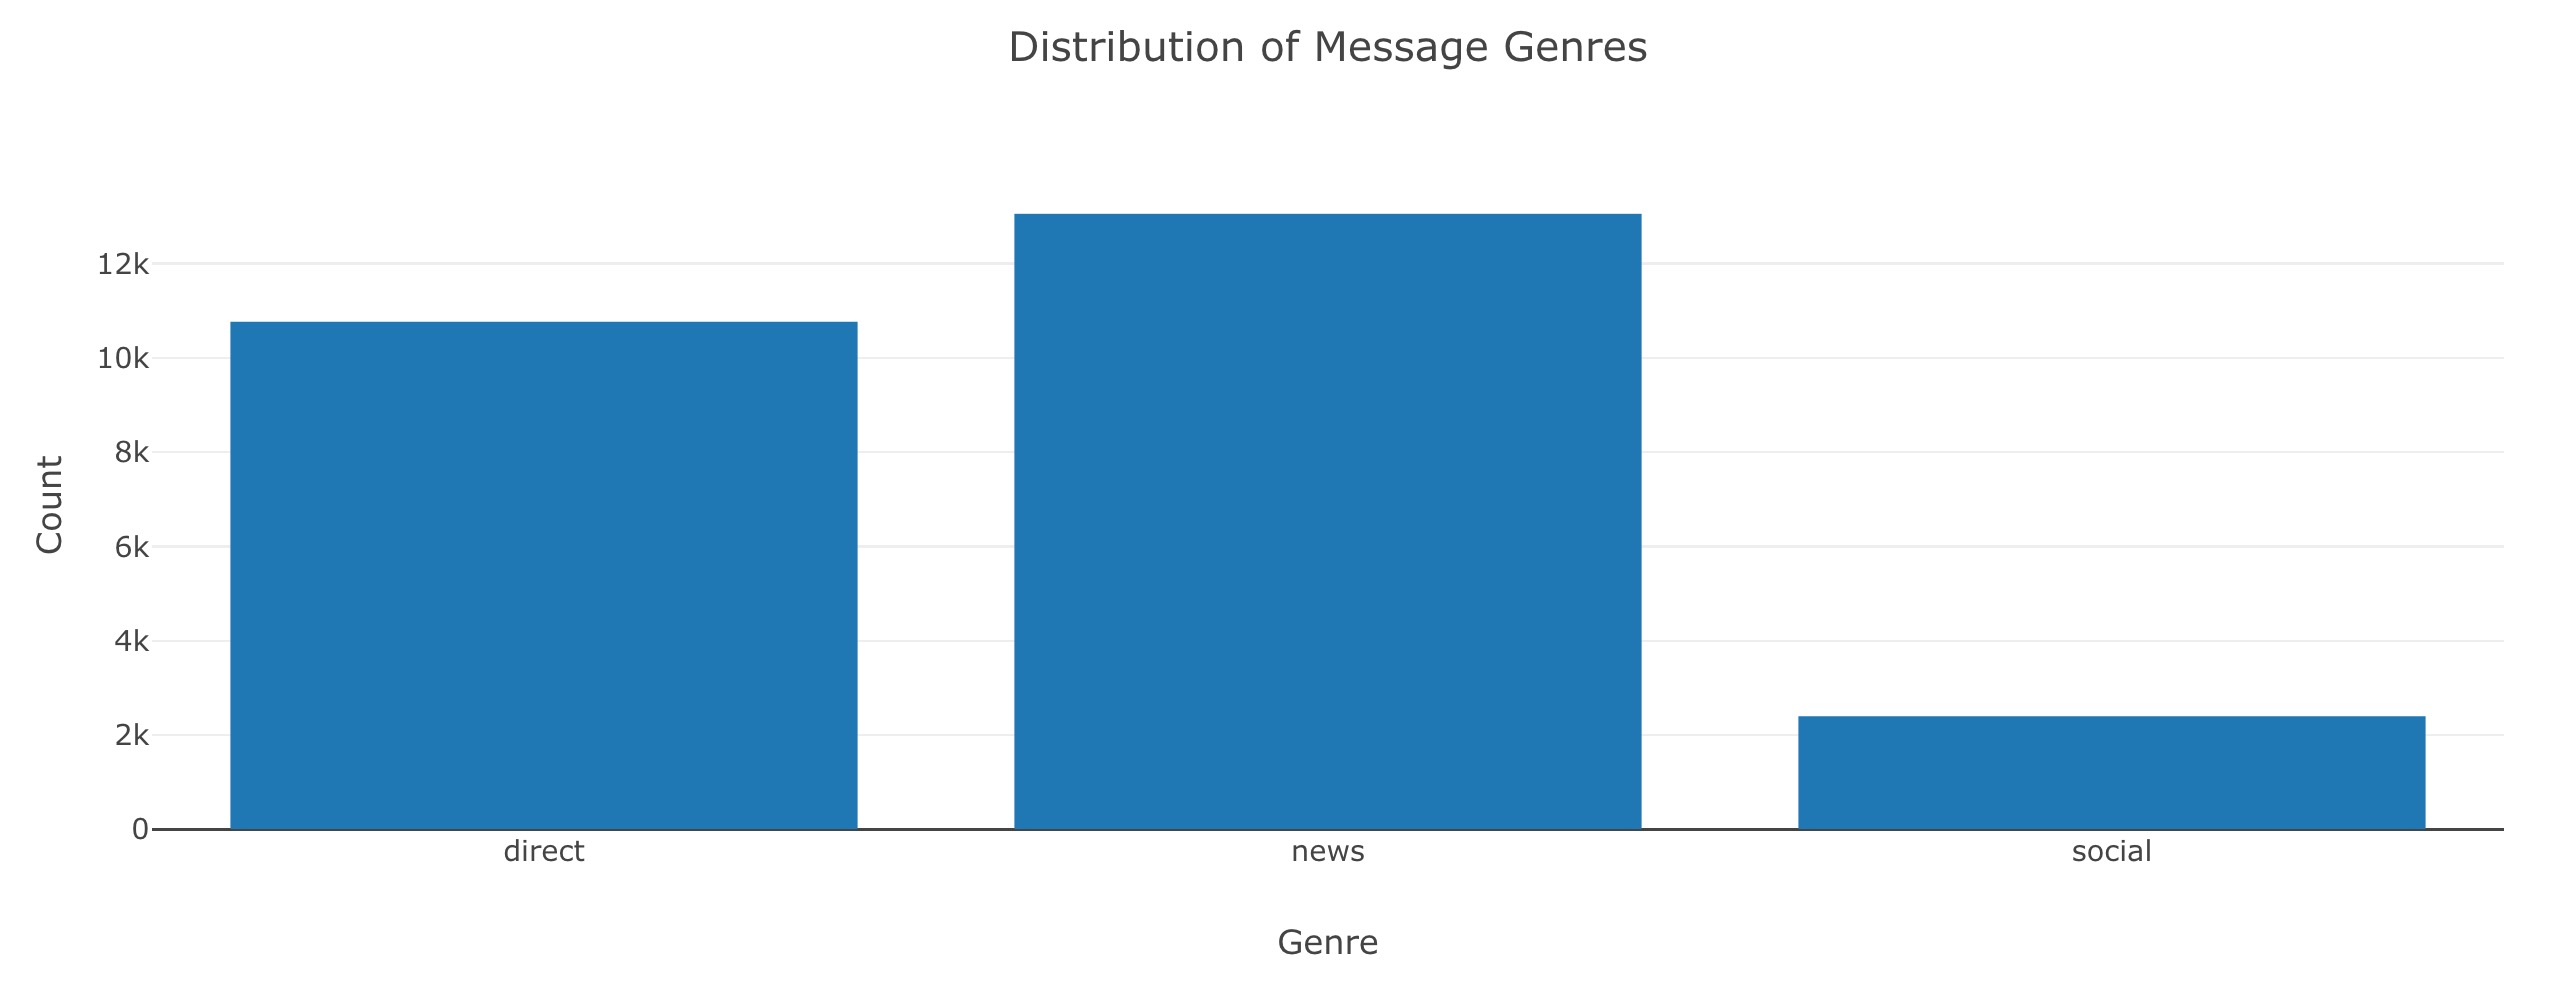 Distribution of Message Genres
12k
10k
8k
6k
4k
2k
0
Count
direct
news
social
Genre